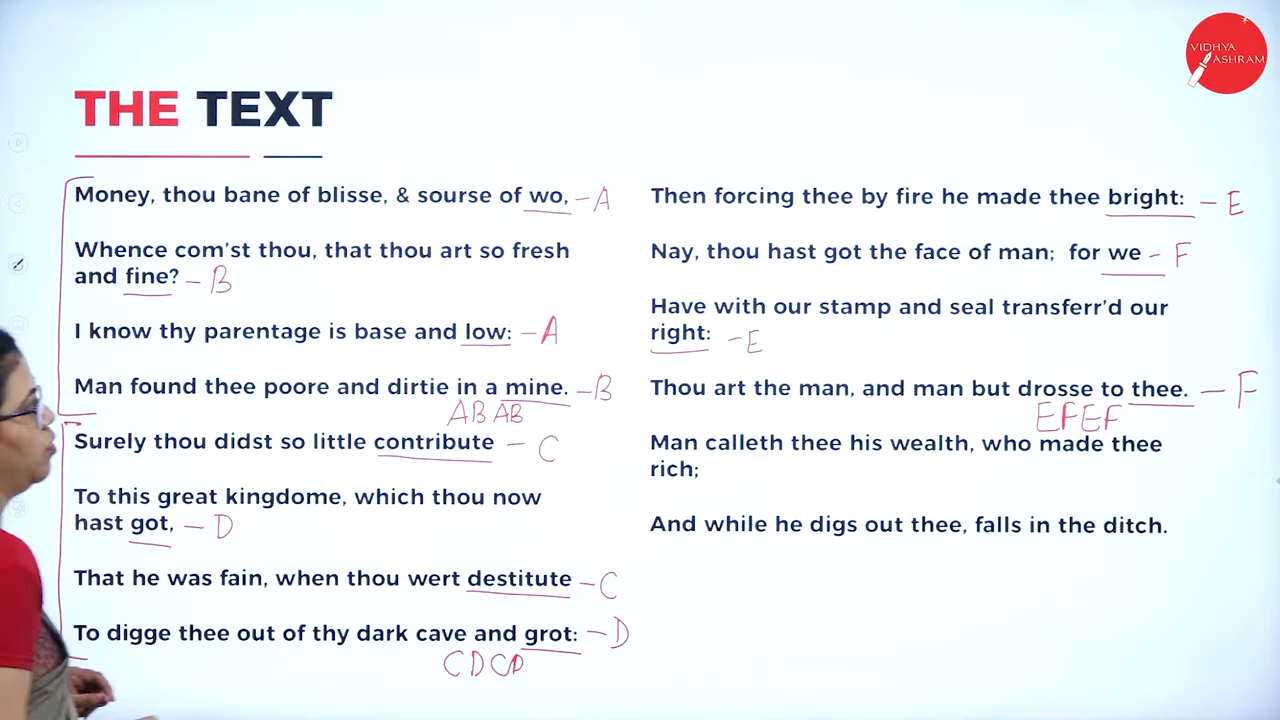 VIDHYA
ASHRAM
THE TEXT
Money, thou bane of blisse, & sourse of wo, - A
Whence com'st thou, that thou art so fresh
and fine? - B
I know thy parentage is base and low: - A
Man found thee poore and dirtie in a mine. - B
AB AB
Surely thou didst so little contribute - C
To this great kingdome, which thou now
hast got, - D
That he was fain, when thou wert destitute - C
To digge thee out of thy dark cave and grot: - D
CDCD
Then forcing thee by fire he made thee bright: - E
Nay, thou hast got the face of man; for we - F
Have with our stamp and seal transferr'd our
right: - E
Thou art the man, and man but drosse to thee. - F
EFEF
Man calleth thee his wealth, who made thee
rich;
And while he digs out thee, falls in the ditch.